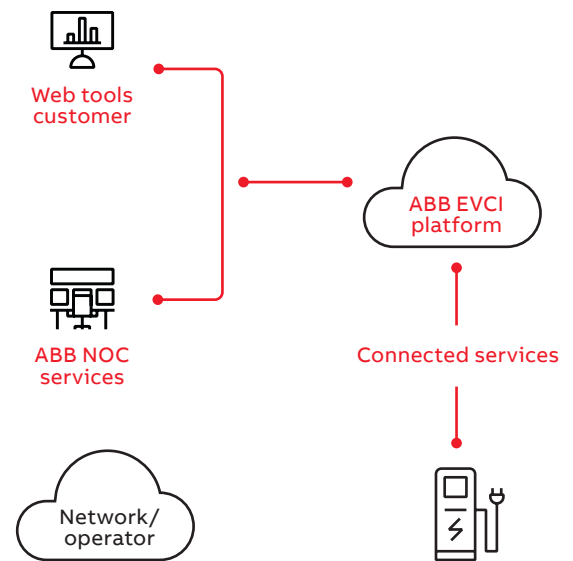 Web tools
customer
ABB EVCI
platform
ABB NOC
services
Connected services
Network/
operator